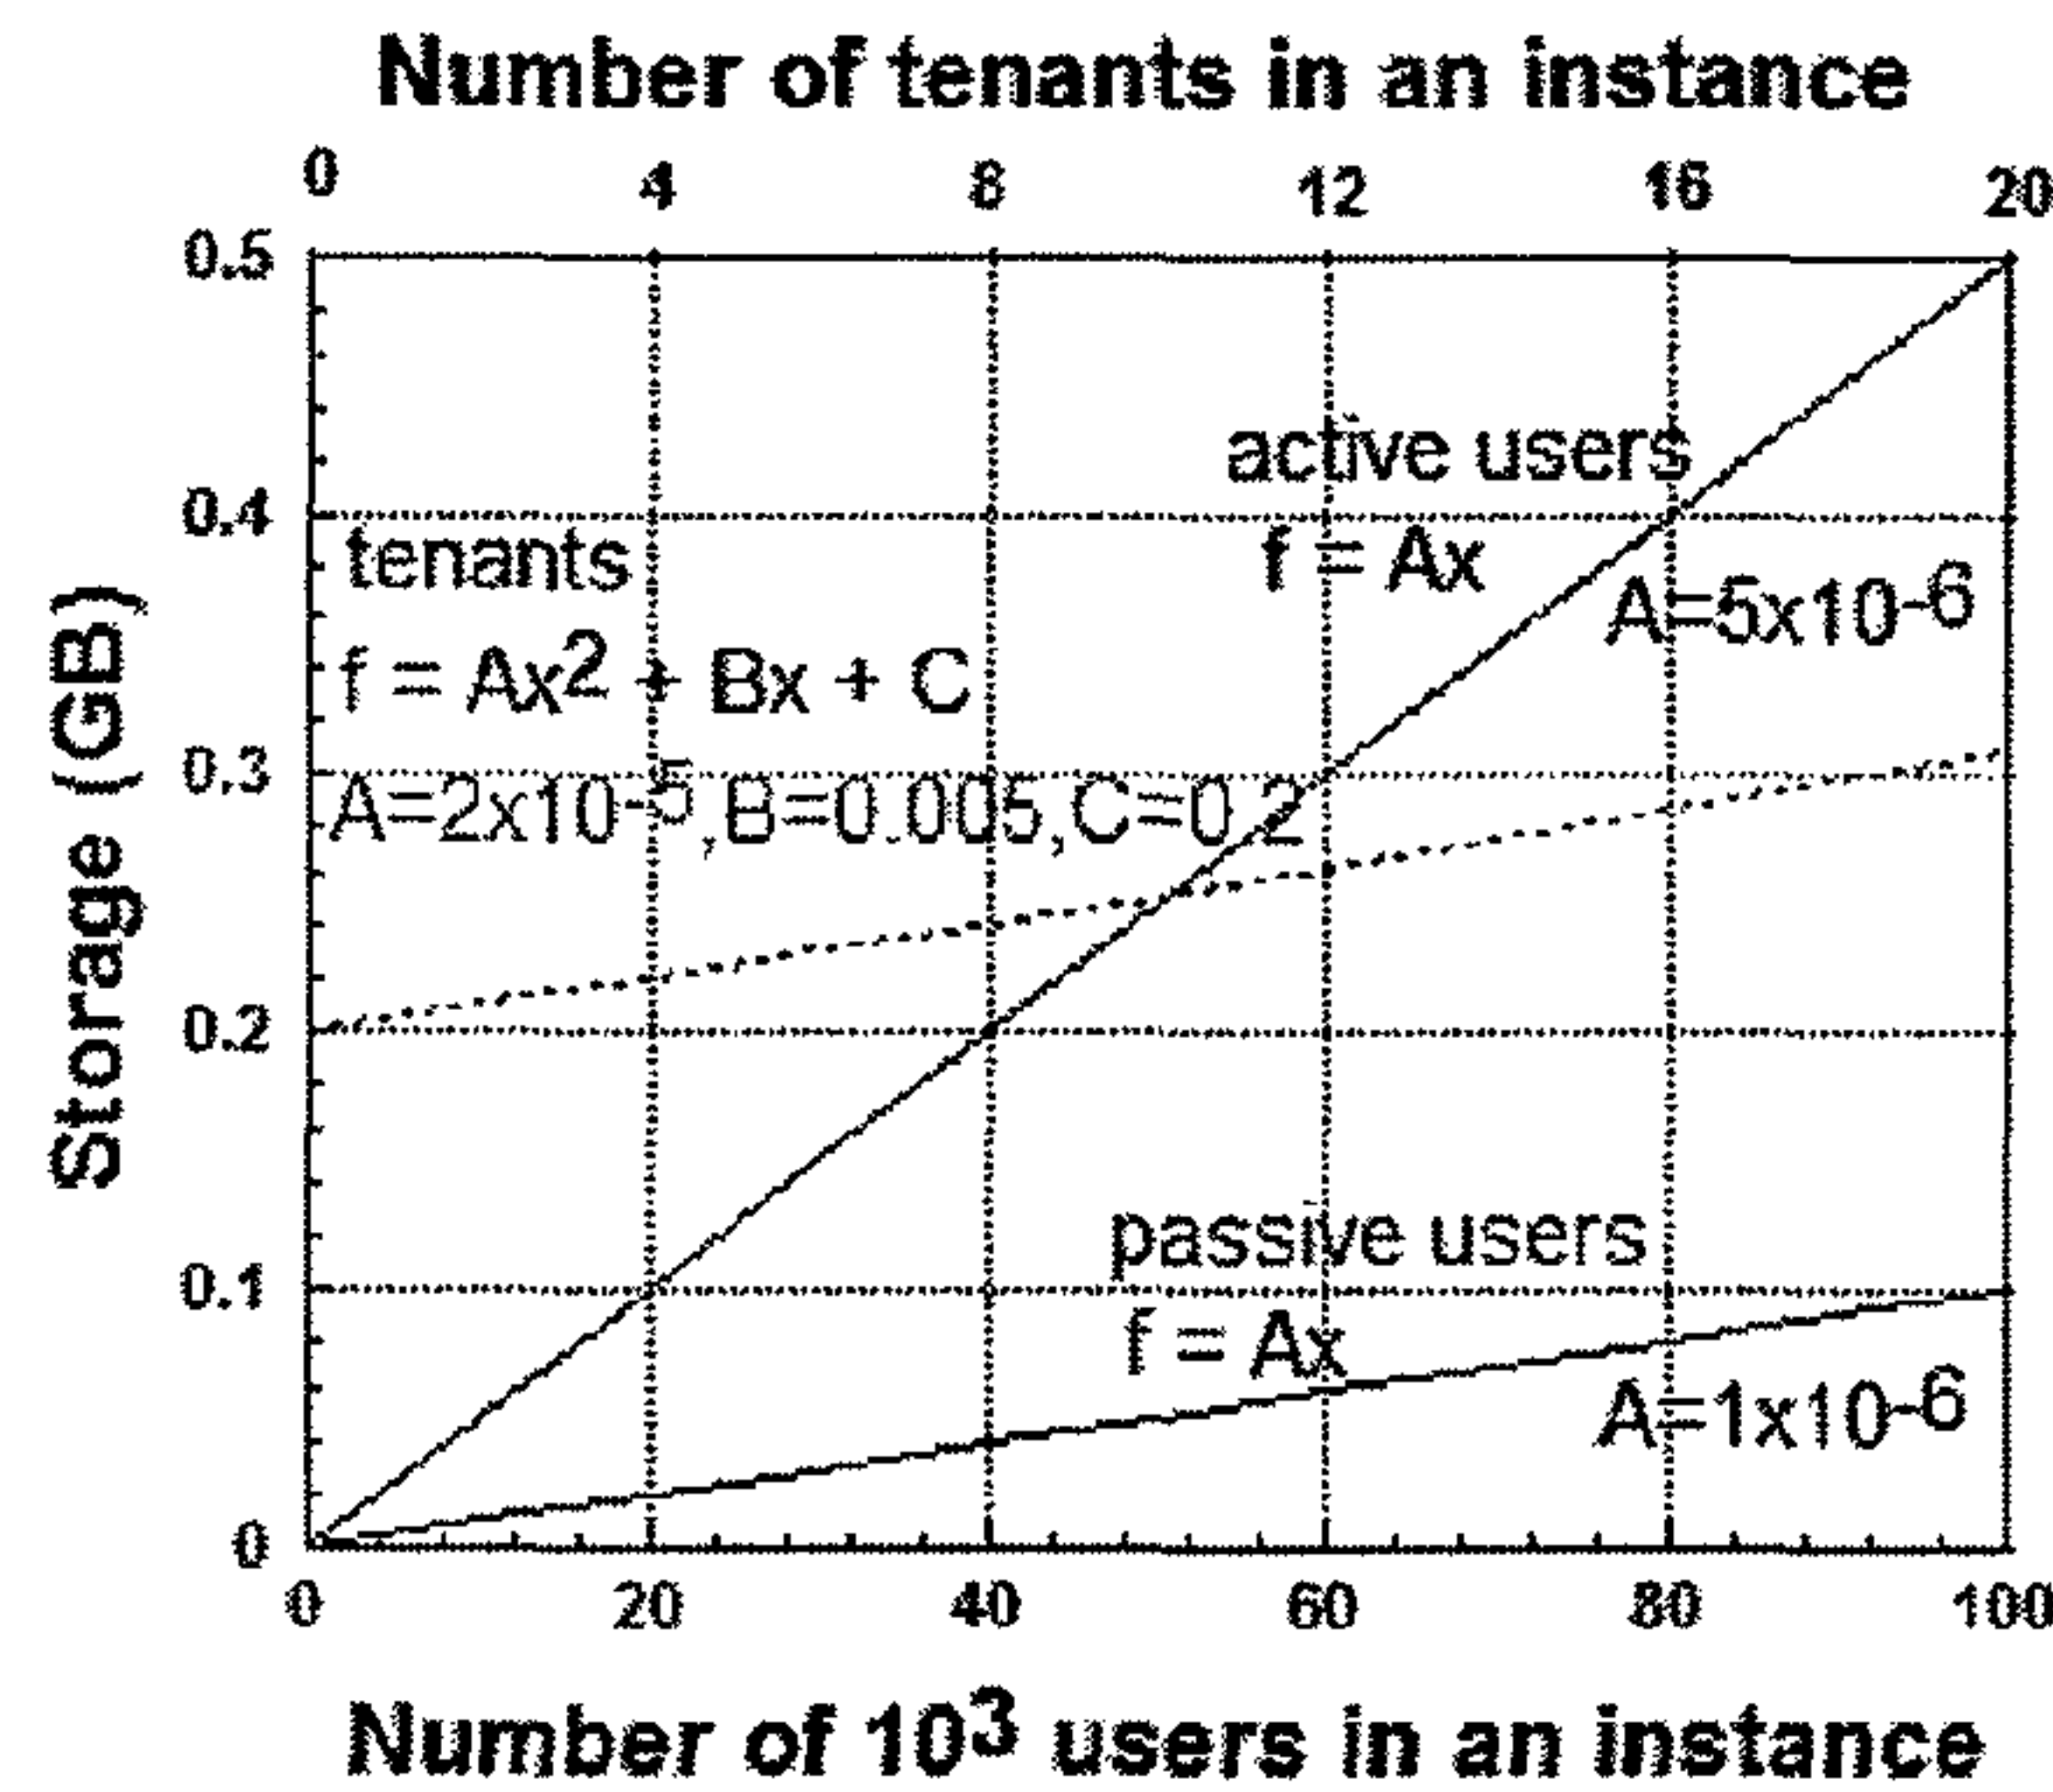 Number of tenants in an instance
0 4 8 12 16 20
0.5
0.4
0.3
0.2
0.1
0
Storage (GB)
tenants
f = Ax² + Bx + C
A=2x10⁻⁵,B=0.005,C=0.2
active users
f = Ax
A=5x10⁻⁶
passive users
f = Ax
A=1x10⁻⁶
0 20 40 60 80 100
Number of 10³ users in an instance